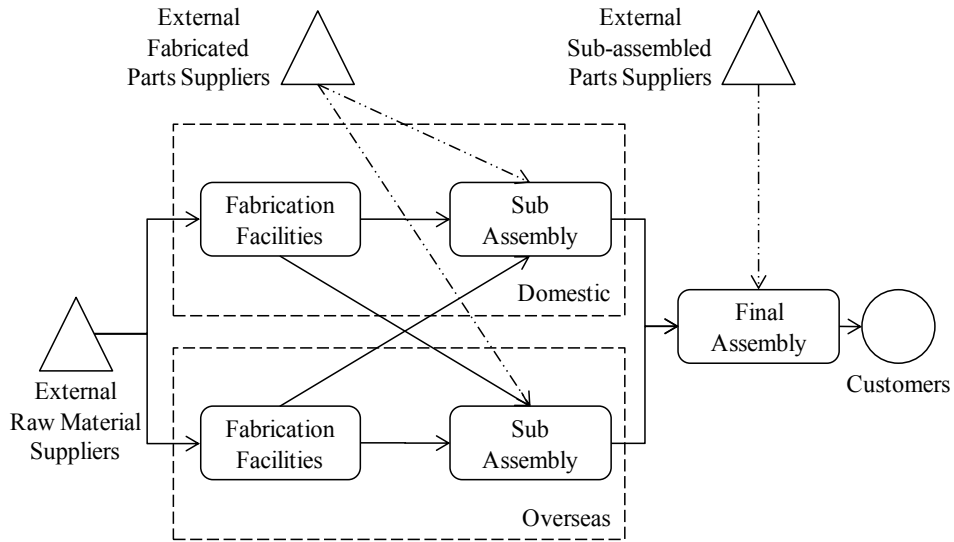 External
Fabricated
Parts Suppliers
External
Sub-assembled
Parts Suppliers
Fabrication
Facilities
Sub
Assembly
Domestic
Final
Assembly
Customers
External
Raw Material
Suppliers
Fabrication
Facilities
Sub
Assembly
Overseas